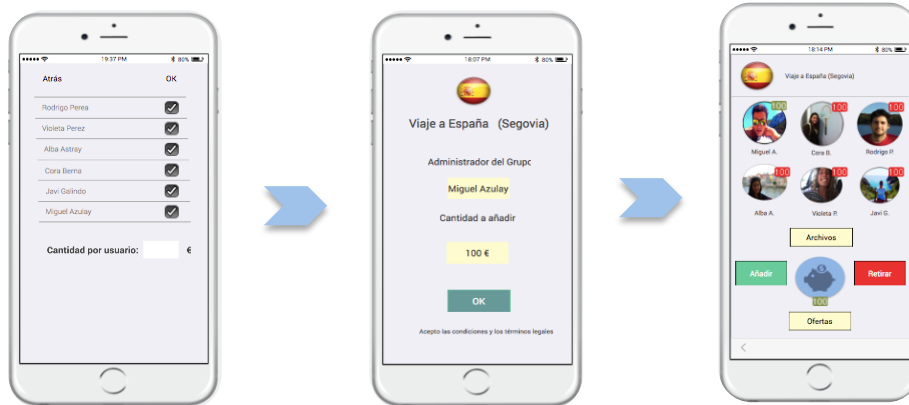 19:37 PM
80%
Atrás
OK
Rodrigo Perea
Violeta Perez
Alba Astray
Cora Berna
Javi Galindo
Miguel Azulay
Cantidad por usuario: €
18:07 PM
80%
Viaje a España (Segovia)
Administrador del Grupo
Miguel Azulay
Cantidad a añadir
100 €
OK
Acepto las condiciones y los términos legales
18:14 PM
80%
Viaje a España (Segovia)
100
100
100
Miguel A.
Cora B.
Rodrigo P.
100
100
100
Alba A.
Violeta P.
Javi G.
Archivos
Añadir
Retirar
100
Ofertas